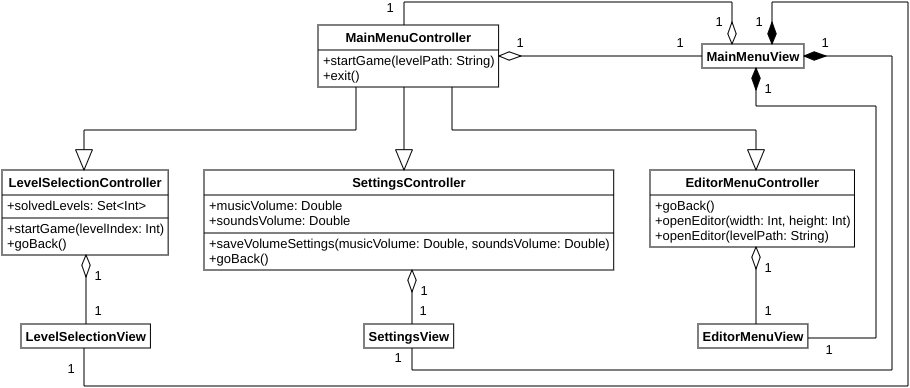 1
1
1
MainMenuController
+startGame(levelPath: String)
+exit()
1
1
MainMenuView
1
1
LevelSelectionController
+solvedLevels: Set<Int>
+startGame(levelIndex: Int)
+goBack()
SettingsController
+musicVolume: Double
+soundsVolume: Double
+saveVolumeSettings(musicVolume: Double, soundsVolume: Double)
+goBack()
EditorMenuController
+goBack()
+openEditor(width: Int, height: Int)
+openEditor(levelPath: String)
1
1
1
1
1
1
LevelSelectionView
SettingsView
EditorMenuView
1
1
1